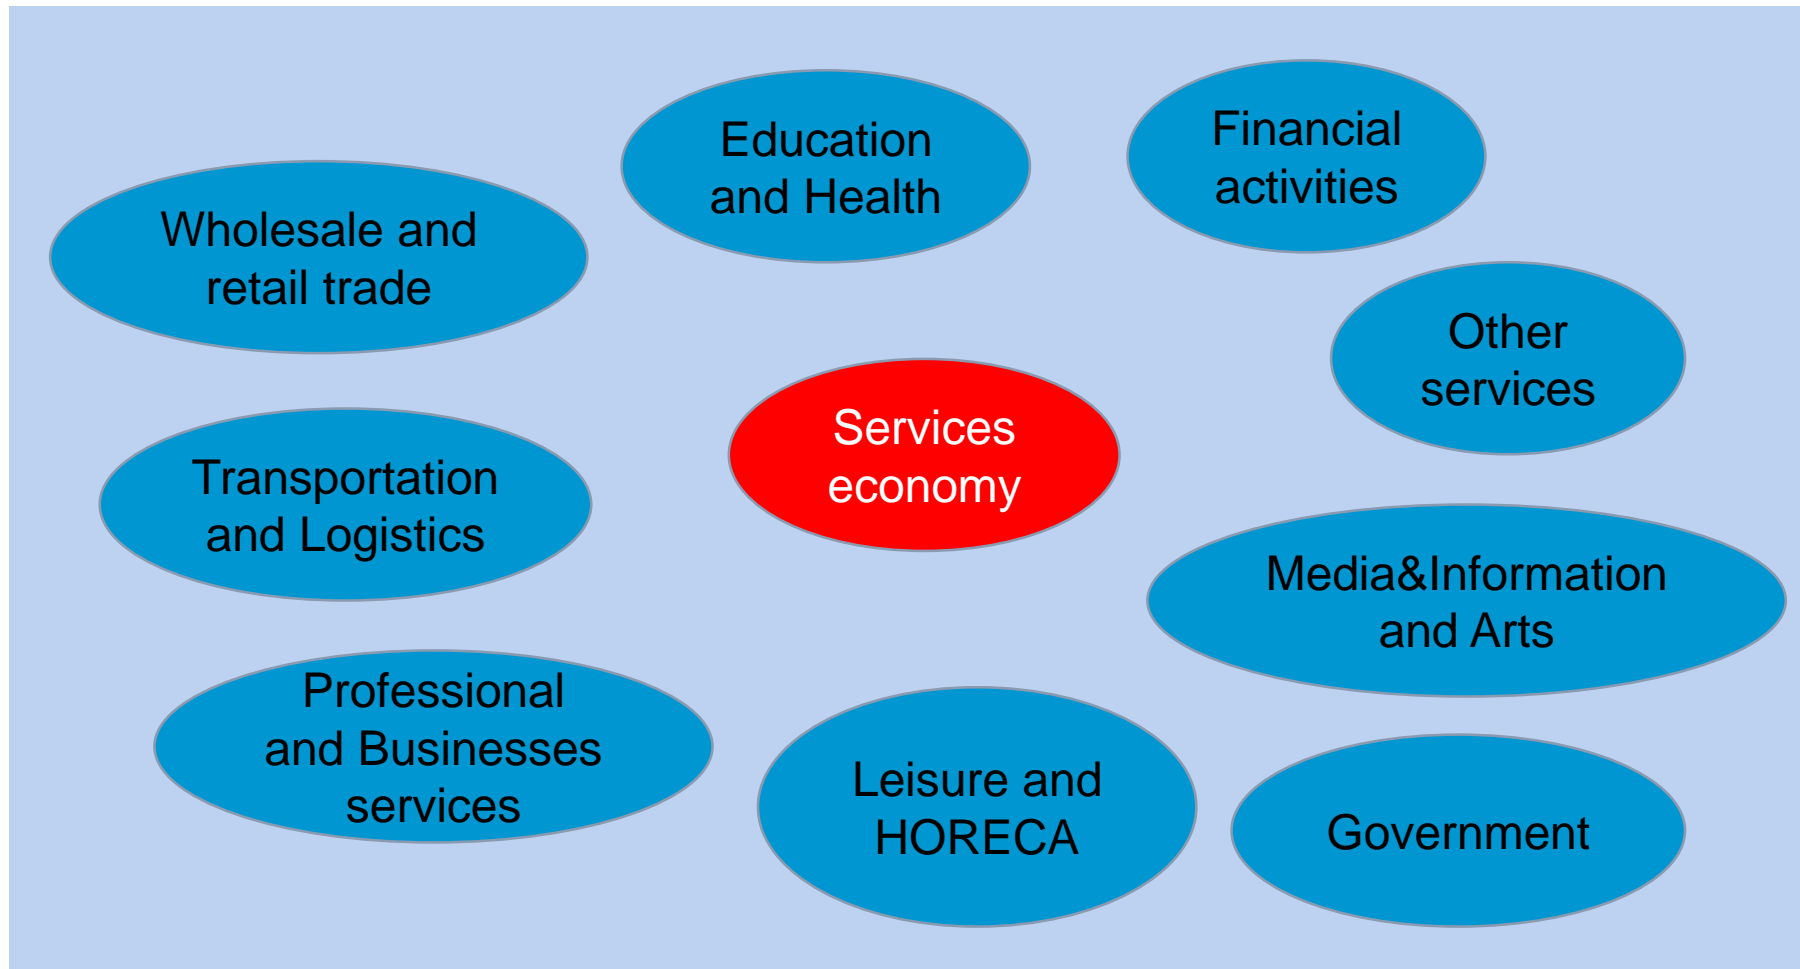 Education
and Health
Financial
activities
Wholesale and
retail trade
Other
services
Services
economy
Transportation
and Logistics
Media&Information
and Arts
Professional
and Businesses
services
Leisure and
HORECA
Government